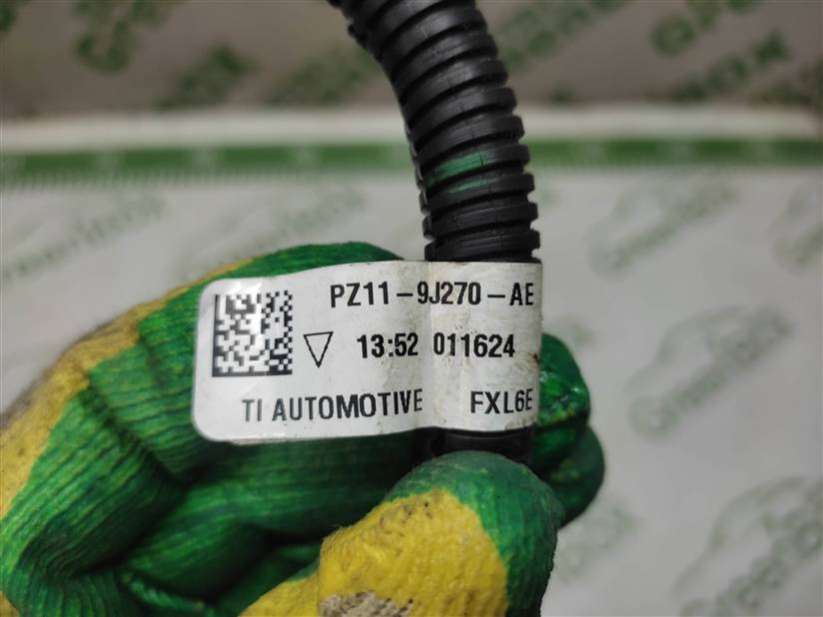 PZ11-9J270-AE
▽ 13:52 011624
TI AUTOMOTIVE FXL6E